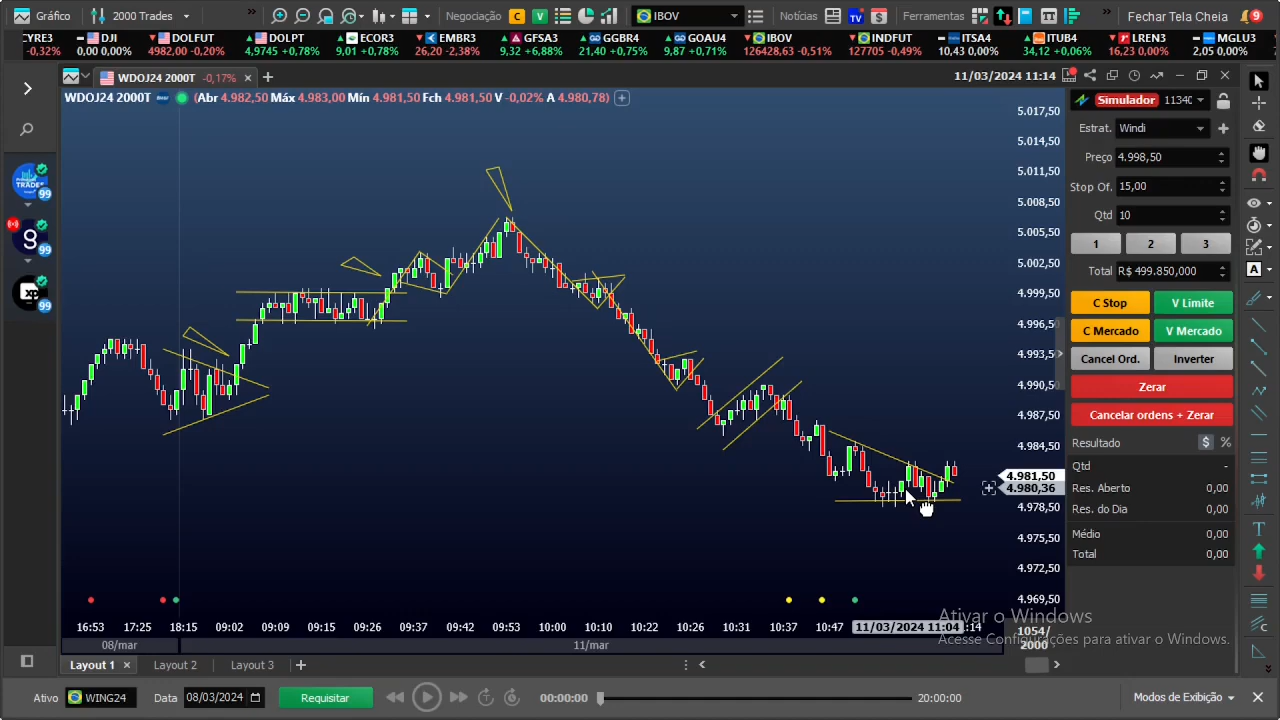 Gráfico 2000 Trades » Negociação C V IBOV Notícias TV $ Ferramentas TT » Fechar Tela Cheia 9
CYRE3 DJI DOLFUT DOLPT ECOR3 EMBR3 GFSA3 GGBR4 GOAU4 IBOV INDFUT ITSA4 ITUB4 LREN3 MGLU3
-0,32% 0,00 0,00% 4982,00 -0,20% 4,9745 +0,76% 9,01 +0,78% 26,20 -2,38% 9,32 +6,88% 21,40 +0,75% 9,87 +0,71% 126428,63 -0,51% 127705 -0,49% 10,43 0,00% 34,12 +0,06% 16,23 2,05 0,00%
WDOJ24 2000T -0,17% × + 11/03/2024 11:14
WDOJ24 2000T (Abr 4.982,50 Máx 4.983,00 Mín 4.981,50 Fch 4.981,50 V -0,02% A 4.980,78)
5.017,50
5.014,50
5.011,50
5.008,50
5.005,50
5.002,50
4.999,50
4.996,50
4.993,50
4.990,50
4.987,50
4.984,50
4.981,50
4.980,36
4.978,50
4.975,50
4.972,50
4.969,50
99
99
xp
99
16:53 17:25 18:15 09:02 09:09 09:15 09:26 09:37 09:42 09:53 10:00 10:10 10:22 10:26 10:31 10:37 10:47 11/03/2024 11:04 :14
08/mar 11/mar
1054/
2000
Simulador 11340
Estrat. Windi
Preço 4.998,50
Stop Of. 15,00
Qtd 10
1 2 3
Total R$ 499.850,000
C Stop V Limite
C Mercado V Mercado
Cancel Ord. Inverter
Zerar
Cancelar ordens + Zerar
Resultado $ %
Qtd -
Res. Aberto 0,00
Res. do Dia 0,00
Médio 0,00
Total 0,00
Ativar o Windows
Acesse Configurações para ativar o Windows.
Layout 1 × Layout 2 Layout 3 +
Ativo WING24 Data 08/03/2024 Requisitar 00:00:00 20:00:00 Modos de Exibição